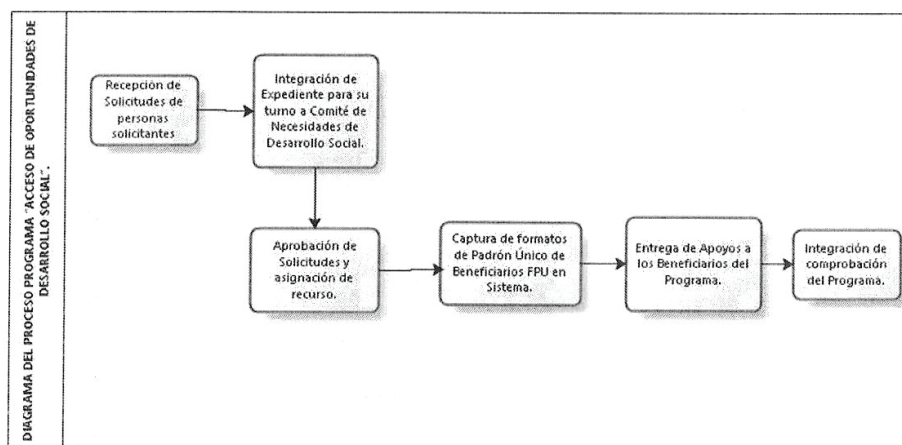 DIAGRAMA DEL PROCESO PROGRAMA "ACCESO DE OPORTUNIDADES DE
DESARROLLO SOCIAL".
Recepción de
Solicitudes de
personas
solicitantes
Integración de
Expediente para su
turno a Comité de
Necesidades de
Desarrollo Social.
Aprobación de
Solicitudes y
asignación de
recurso.
Captura de formatos
de Padrón Único de
Beneficiarios FPU en
Sistema.
Entrega de Apoyos a
los Beneficiarios del
Programa.
Integración de
comprobación
del Programa.